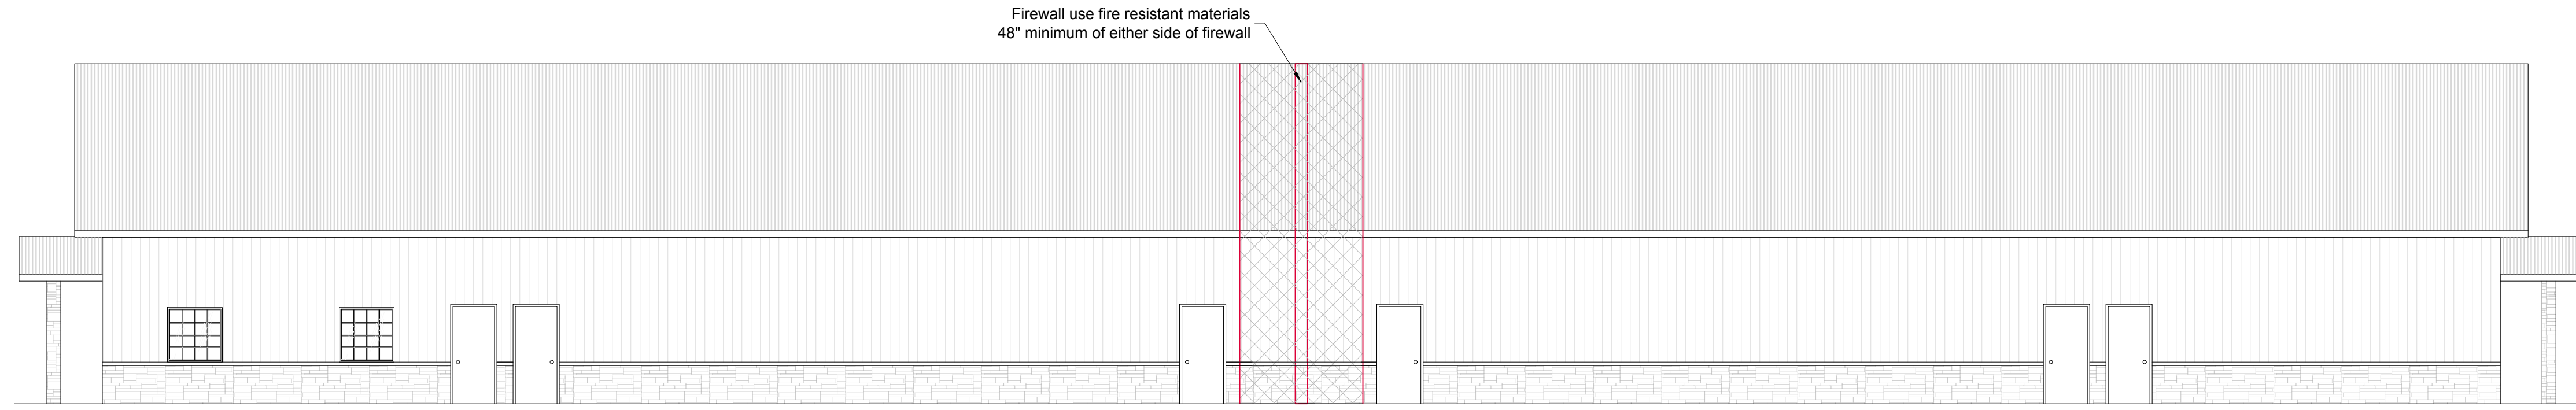 Firewall use fire resistant materials
48" minimum of either side of firewall